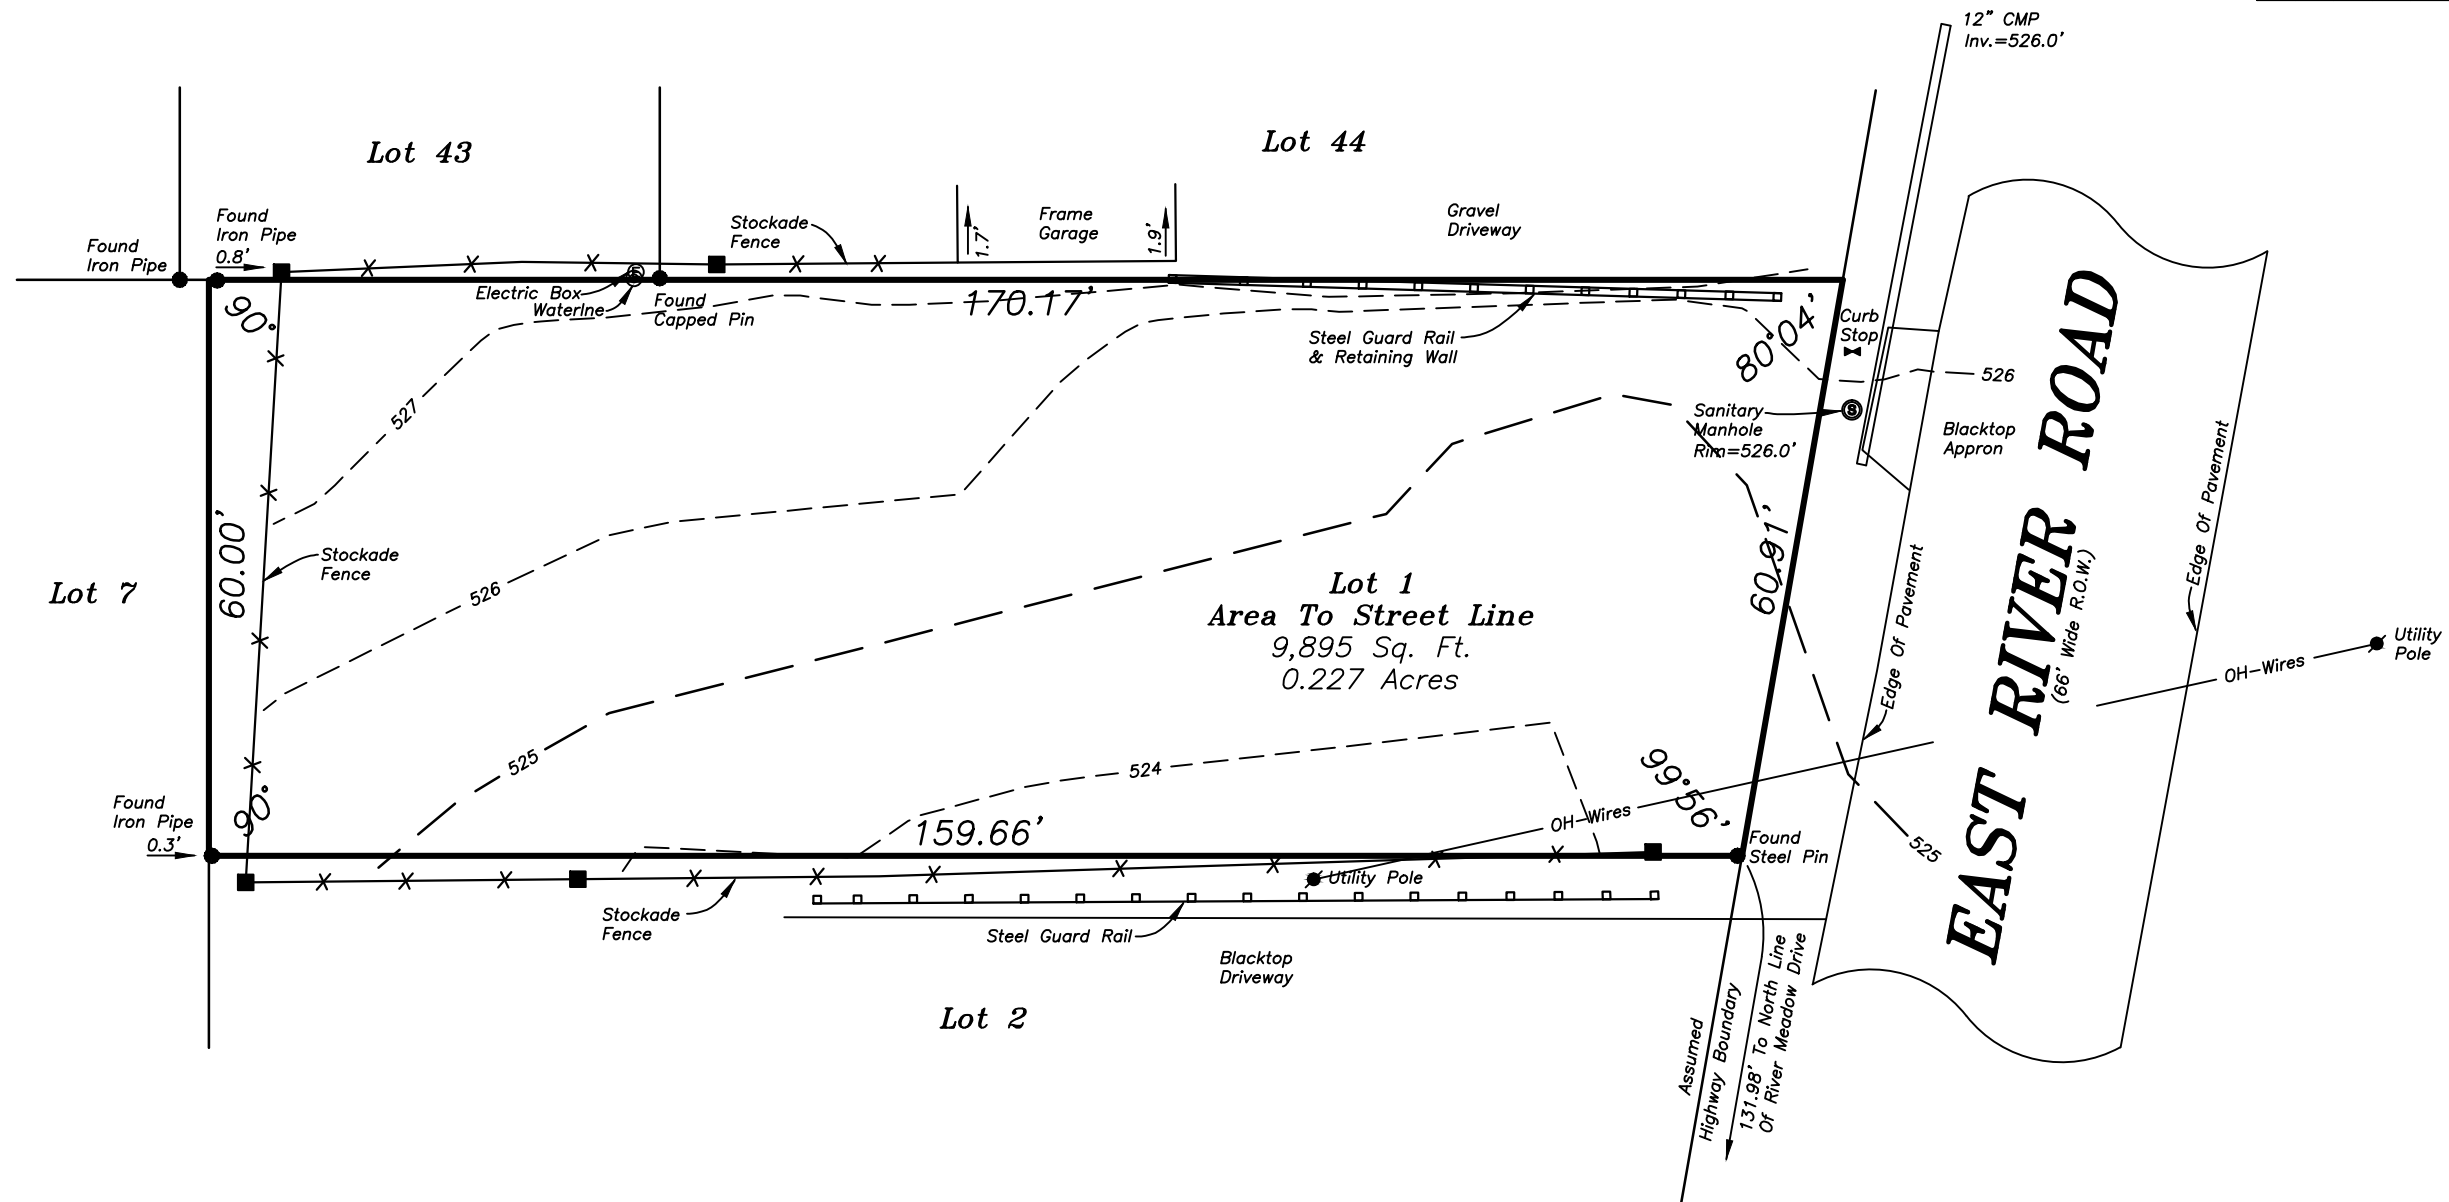 12" CMP
Inv.=526.0'
Lot 43
Lot 44
Found
Iron Pipe
0.8'
Found
Iron Pipe
Stockade
Fence
1.7'
Frame
Garage
1.9'
Gravel
Driveway
Electric Box
E
Waterlne
Found
Capped Pin
170.17'
90°
Steel Guard Rail
& Retaining Wall
80°04'
Curb
Stop
526
527
Sanitary
Manhole
Rim=526.0'
S
Blacktop
Appron
EAST RIVER ROAD
(66' Wide R.O.W.)
Edge Of Pavement
Edge Of Pavement
60.00'
Stockade
Fence
Lot 7
526
60.91'
Lot 1
Area To Street Line
9,895 Sq. Ft.
0.227 Acres
Utility
Pole
OH-Wires
525
524
99°56'
OH-Wires
90°
Found
Iron Pipe
0.3'
159.66'
Found
Steel Pin
525
Utility Pole
Stockade
Fence
Steel Guard Rail
Blacktop
Driveway
Lot 2
Assumed
Highway Boundary
131.98' To North Line
Of River Meadow Drive